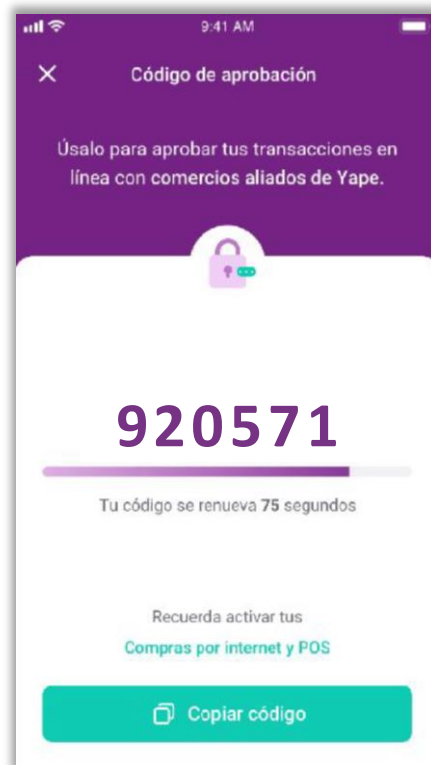 9:41 AM
Código de aprobación
Úsalo para aprobar tus transacciones en
línea con comercios aliados de Yape.
920571
Tu código se renueva 75 segundos
Recuerda activar tus
Compras por internet y POS
Copiar código